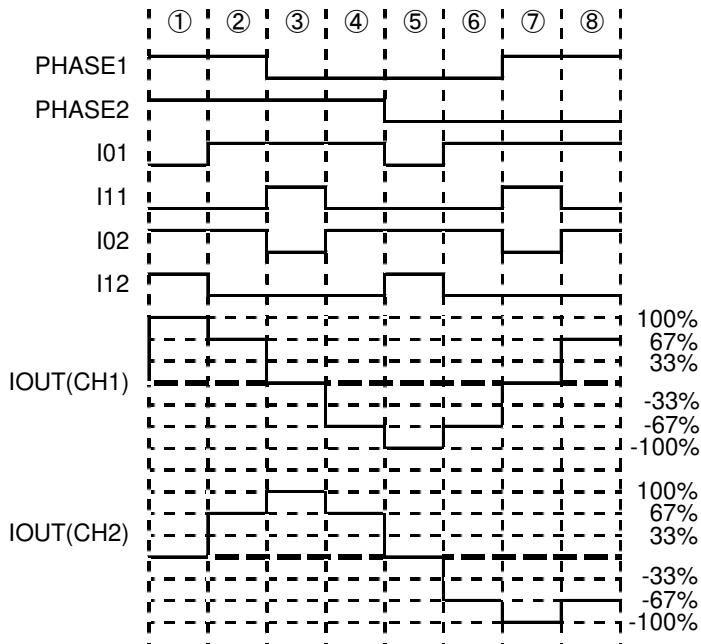 ① ② ③ ④ ⑤ ⑥ ⑦ ⑧
PHASE1
PHASE2
I01
I11
I02
I12
100%
67%
33%
IOUT(CH1)
-33%
-67%
-100%
100%
67%
IOUT(CH2)
33%
-33%
-67%
-100%